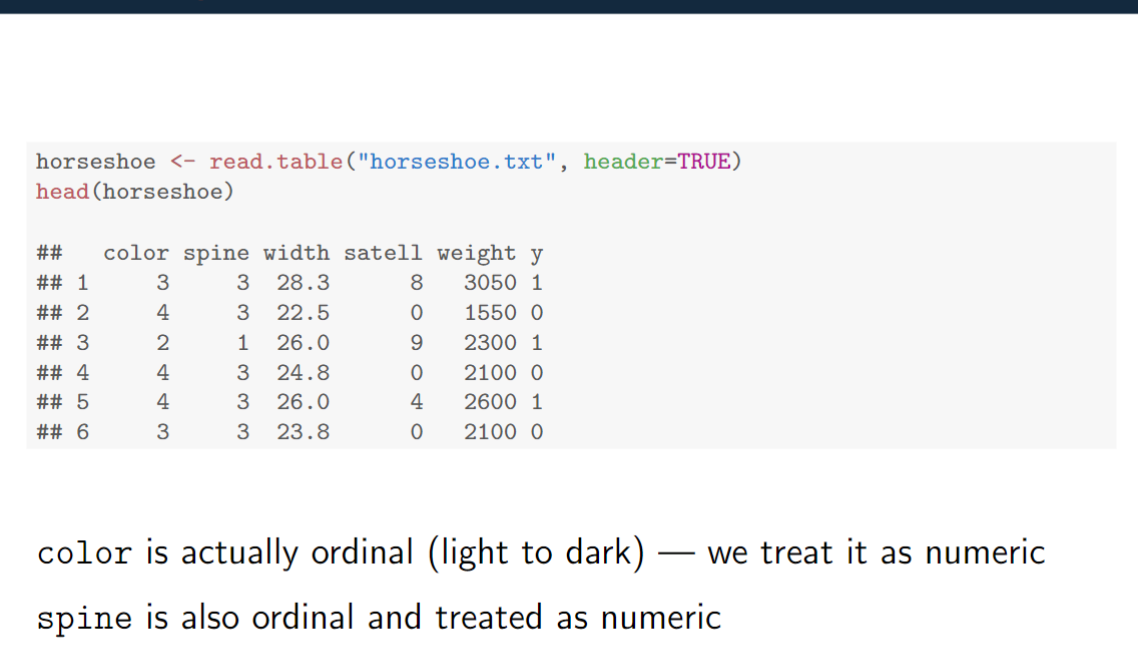 horseshoe <- read.table("horseshoe.txt", header=TRUE)
head(horseshoe)
##   color spine width satell weight y
## 1     3     3  28.3      8   3050 1
## 2     4     3  22.5      0   1550 0
## 3     2     1  26.0      9   2300 1
## 4     4     3  24.8      0   2100 0
## 5     4     3  26.0      4   2600 1
## 6     3     3  23.8      0   2100 0
color is actually ordinal (light to dark) — we treat it as numeric
spine is also ordinal and treated as numeric